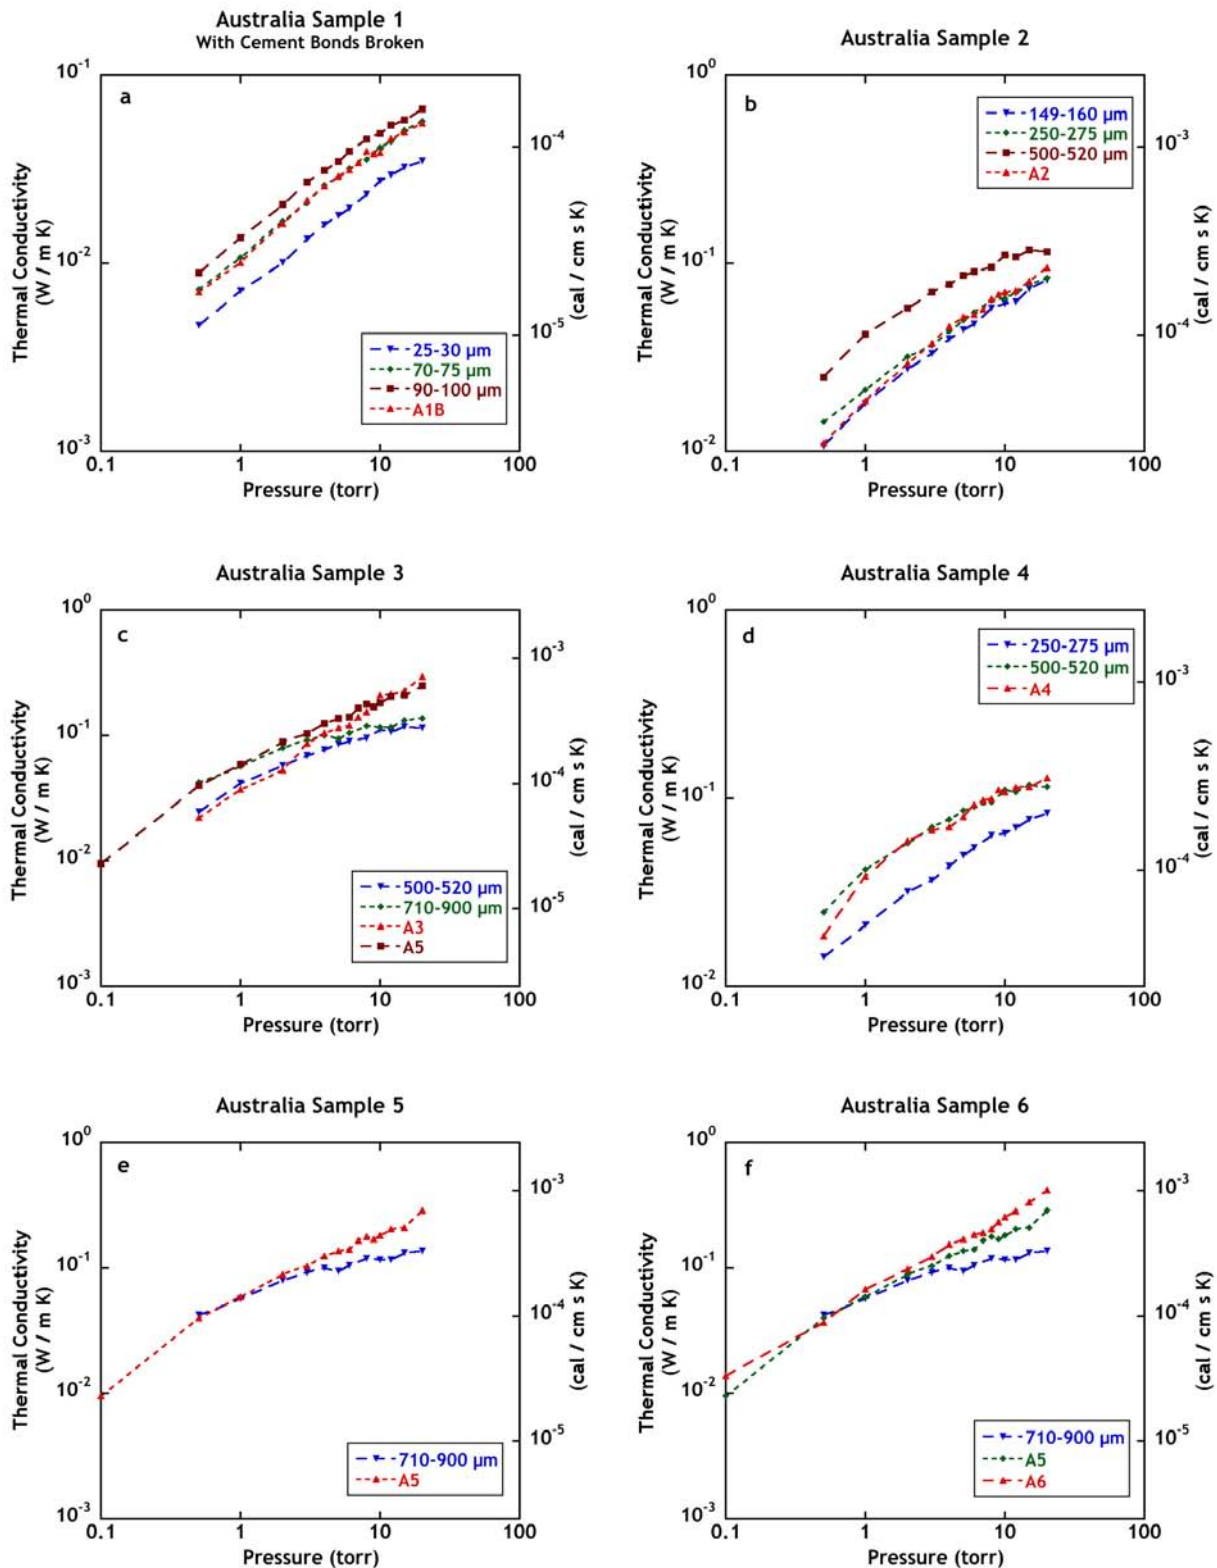 Australia Sample 1
With Cement Bonds Broken
a
10⁻¹
10⁻²
10⁻³
Thermal Conductivity
(W / m K)
10⁻⁴
10⁻⁵
(cal / cm s K)
25-30 µm
70-75 µm
90-100 µm
A1B
0.1
1
10
100
Pressure (torr)
Australia Sample 2
b
10⁰
10⁻¹
10⁻²
Thermal Conductivity
(W / m K)
149-160 µm
250-275 µm
500-520 µm
A2
10⁻³
10⁻⁴
(cal / cm s K)
0.1
1
10
100
Pressure (torr)
Australia Sample 3
c
10⁰
10⁻¹
10⁻²
10⁻³
Thermal Conductivity
(W / m K)
10⁻³
10⁻⁴
10⁻⁵
(cal / cm s K)
500-520 µm
710-900 µm
A3
A5
0.1
1
10
100
Pressure (torr)
Australia Sample 4
d
10⁰
10⁻¹
10⁻²
Thermal Conductivity
(W / m K)
250-275 µm
500-520 µm
A4
10⁻³
10⁻⁴
(cal / cm s K)
0.1
1
10
100
Pressure (torr)
Australia Sample 5
e
10⁰
10⁻¹
10⁻²
10⁻³
Thermal Conductivity
(W / m K)
10⁻³
10⁻⁴
10⁻⁵
(cal / cm s K)
710-900 µm
A5
0.1
1
10
100
Pressure (torr)
Australia Sample 6
f
10⁰
10⁻¹
10⁻²
10⁻³
Thermal Conductivity
(W / m K)
10⁻³
10⁻⁴
10⁻⁵
(cal / cm s K)
710-900 µm
A5
A6
0.1
1
10
100
Pressure (torr)